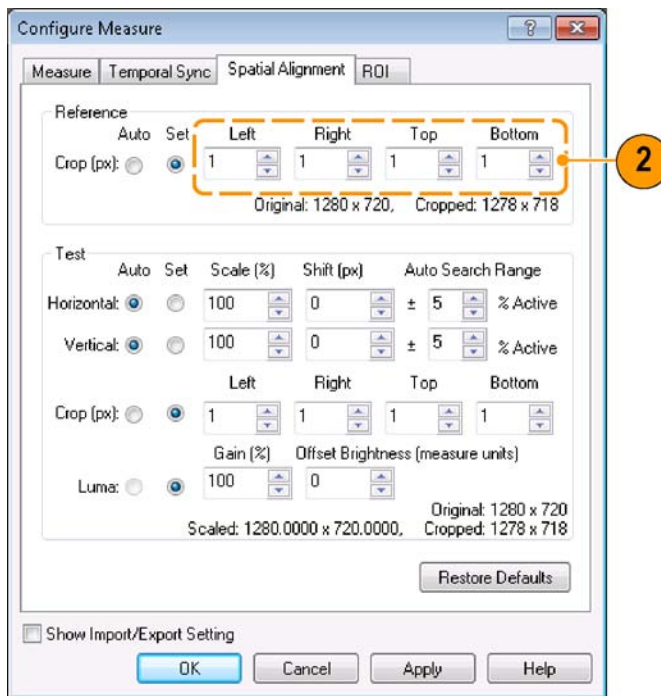 Configure Measure
Measure Temporal Sync Spatial Alignment ROI
Reference
Auto Set Left Right Top Bottom
Crop (px): 1 1 1 1
2
Original: 1280 x 720, Cropped: 1278 x 718
Test
Auto Set Scale (%) Shift (px) Auto Search Range
Horizontal: 100 0 ± 5 % Active
Vertical: 100 0 ± 5 % Active
Left Right Top Bottom
Crop (px): 1 1 1 1
Gain (%) Offset Brightness (measure units)
Luma: 100 0
Original: 1280 x 720
Scaled: 1280.0000 x 720.0000, Cropped: 1278 x 718
Restore Defaults
Show Import/Export Setting
OK Cancel Apply Help